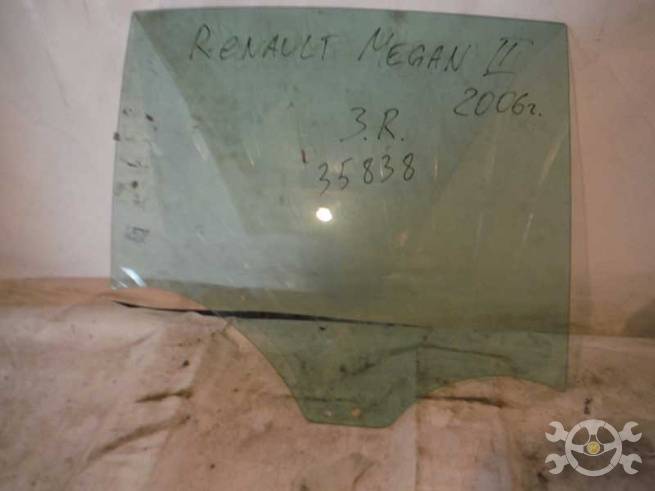 RENAULT MEGAN II
2006г.
З.R.
35838